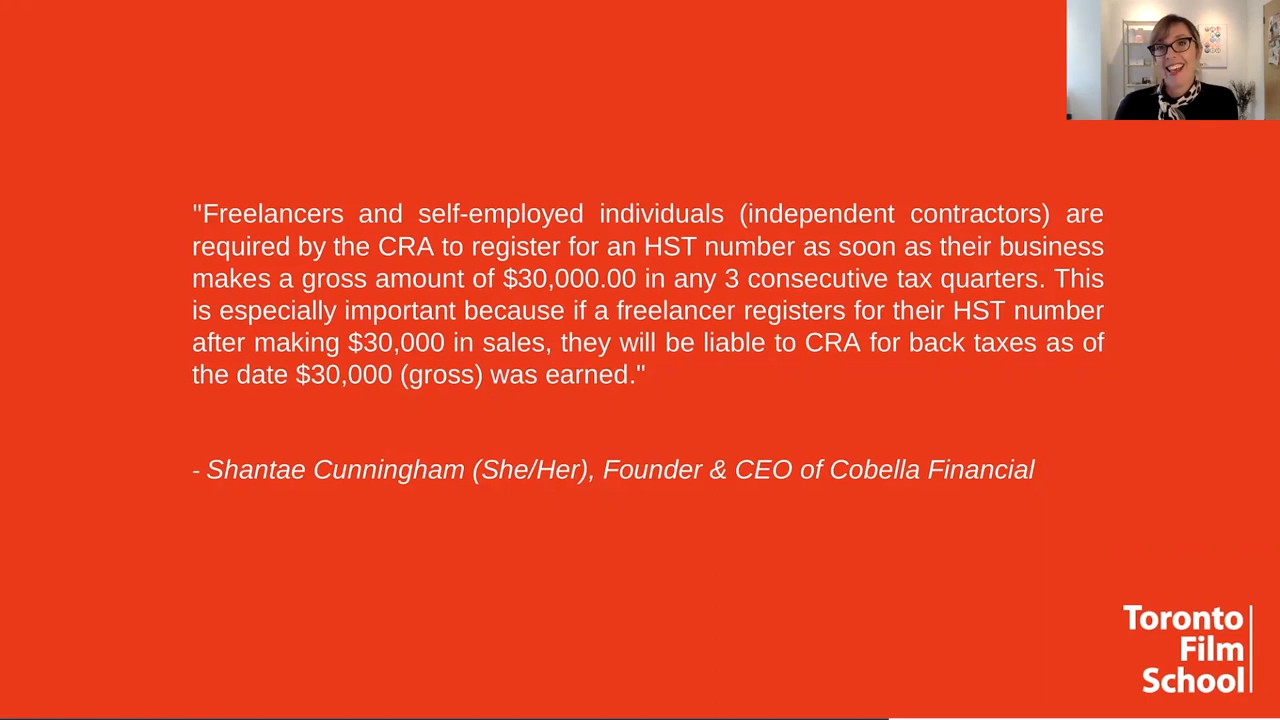 "Freelancers and self-employed individuals (independent contractors) are
required by the CRA to register for an HST number as soon as their business
makes a gross amount of $30,000.00 in any 3 consecutive tax quarters. This
is especially important because if a freelancer registers for their HST number
after making $30,000 in sales, they will be liable to CRA for back taxes as of
the date $30,000 (gross) was earned."
- Shantae Cunningham (She/Her), Founder & CEO of Cobella Financial
Toronto
Film
School